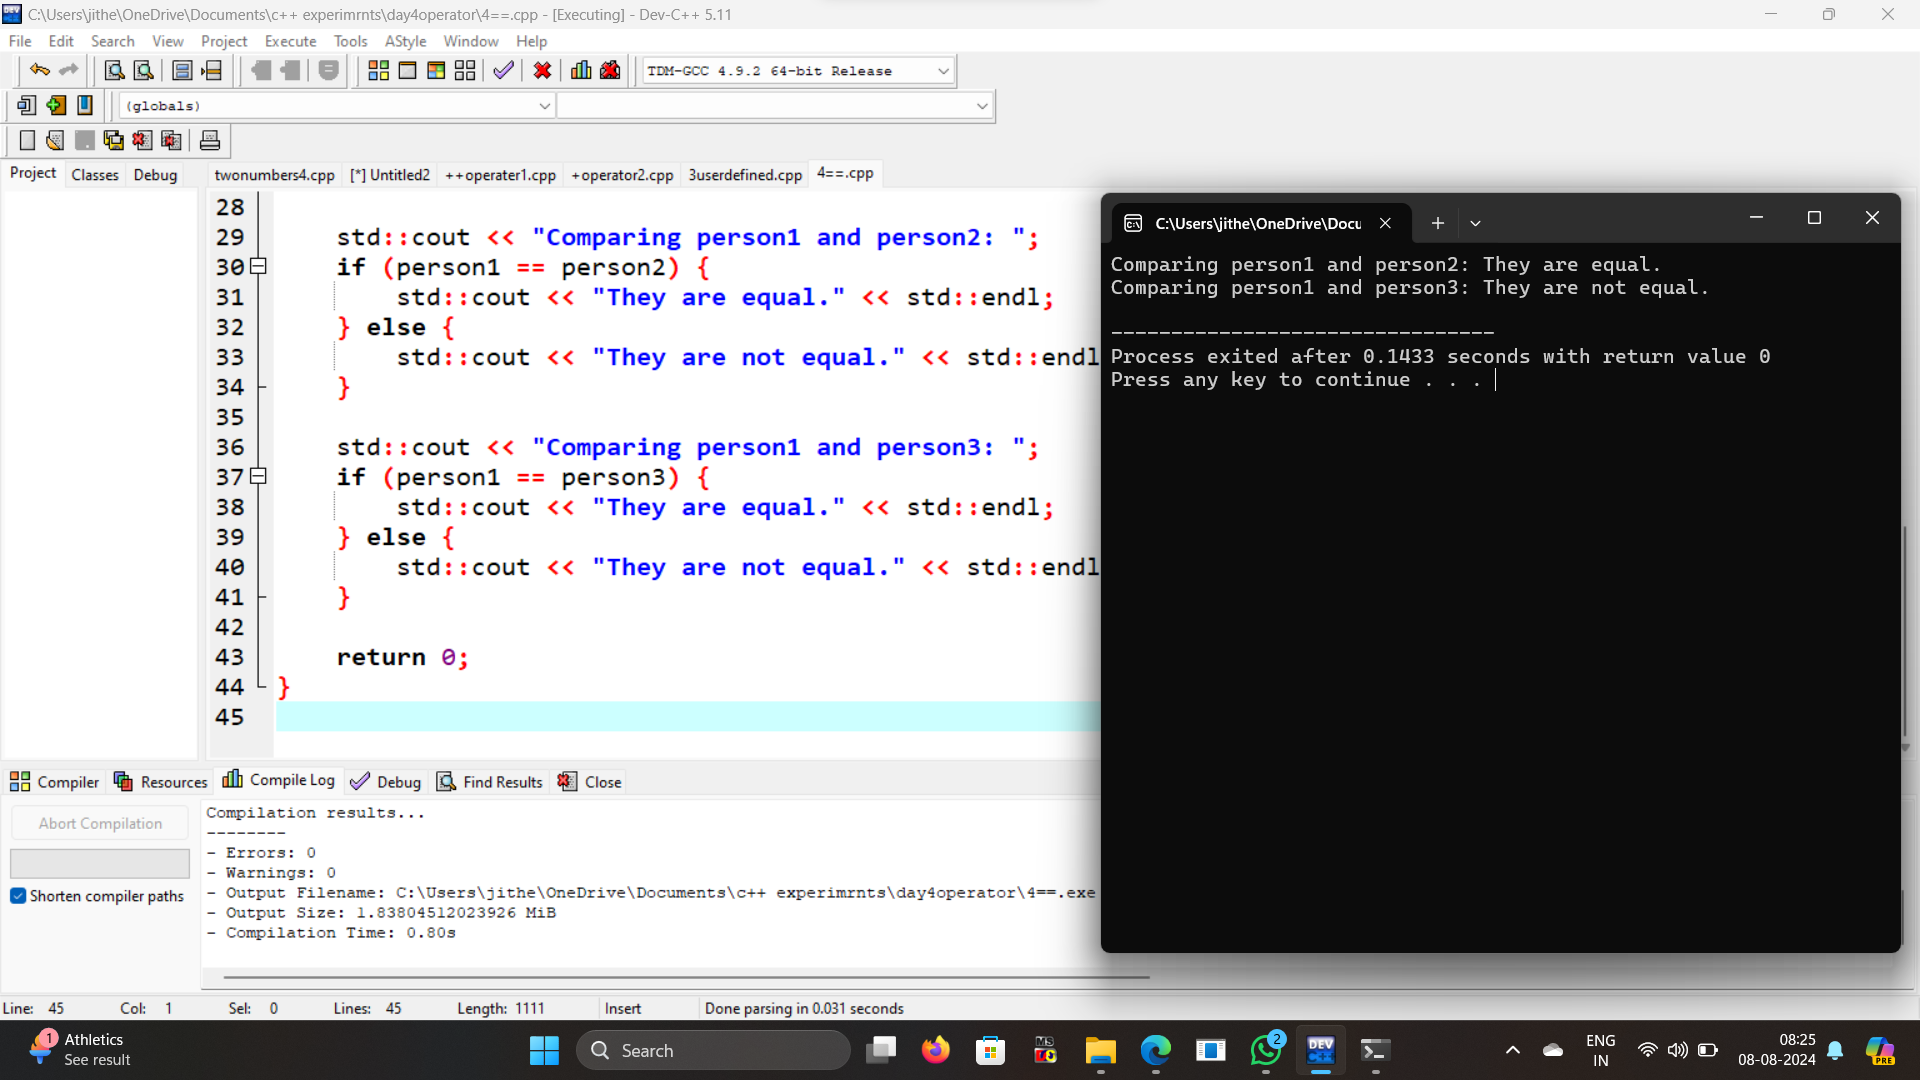 C:\Users\jithe\OneDrive\Documents\c++ experimrnts\day4operator\4==.cpp - [Executing] - Dev-C++ 5.11
File Edit Search View Project Execute Tools AStyle Window Help
TDM-GCC 4.9.2 64-bit Release
(globals)
Project Classes Debug
twonumbers4.cpp [*] Untitled2 ++operater1.cpp +operator2.cpp 3userdefined.cpp 4==.cpp
28
29 std::cout << "Comparing person1 and person2: ";
30 if (person1 == person2) {
31 std::cout << "They are equal." << std::endl;
32 } else {
33 std::cout << "They are not equal." << std::endl
34 }
35
36 std::cout << "Comparing person1 and person3: ";
37 if (person1 == person3) {
38 std::cout << "They are equal." << std::endl;
39 } else {
40 std::cout << "They are not equal." << std::endl
41 }
42
43 return 0;
44 }
45
C:\Users\jithe\OneDrive\Docu
Comparing person1 and person2: They are equal.
Comparing person1 and person3: They are not equal.
--------------------------------
Process exited after 0.1433 seconds with return value 0
Press any key to continue . . .
Compiler Resources Compile Log Debug Find Results Close
Abort Compilation
Shorten compiler paths
Compilation results...
--------
- Errors: 0
- Warnings: 0
- Output Filename: C:\Users\jithe\OneDrive\Documents\c++ experimrnts\day4operator\4==.exe
- Output Size: 1.83804512023926 MiB
- Compilation Time: 0.80s
Line: 45 Col: 1 Sel: 0 Lines: 45 Length: 1111 Insert Done parsing in 0.031 seconds
1
Athletics
See result
Search
MS
2
DEV
C++
ENG
IN
08:25
08-08-2024
PRE